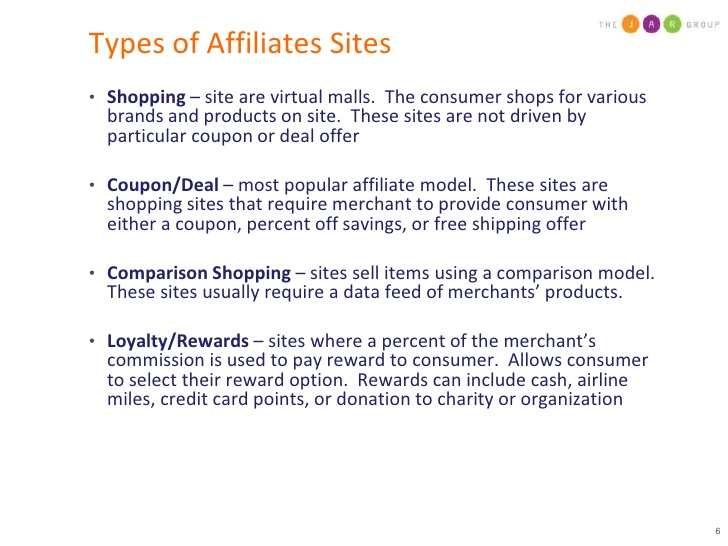 THE JAR GROUP
Types of Affiliates Sites
• Shopping – site are virtual malls.  The consumer shops for various
brands and products on site.  These sites are not driven by
particular coupon or deal offer
• Coupon/Deal – most popular affiliate model.  These sites are
shopping sites that require merchant to provide consumer with
either a coupon, percent off savings, or free shipping offer
• Comparison Shopping – sites sell items using a comparison model.
These sites usually require a data feed of merchants’ products.
• Loyalty/Rewards – sites where a percent of the merchant’s
commission is used to pay reward to consumer.  Allows consumer
to select their reward option.  Rewards can include cash, airline
miles, credit card points, or donation to charity or organization
6